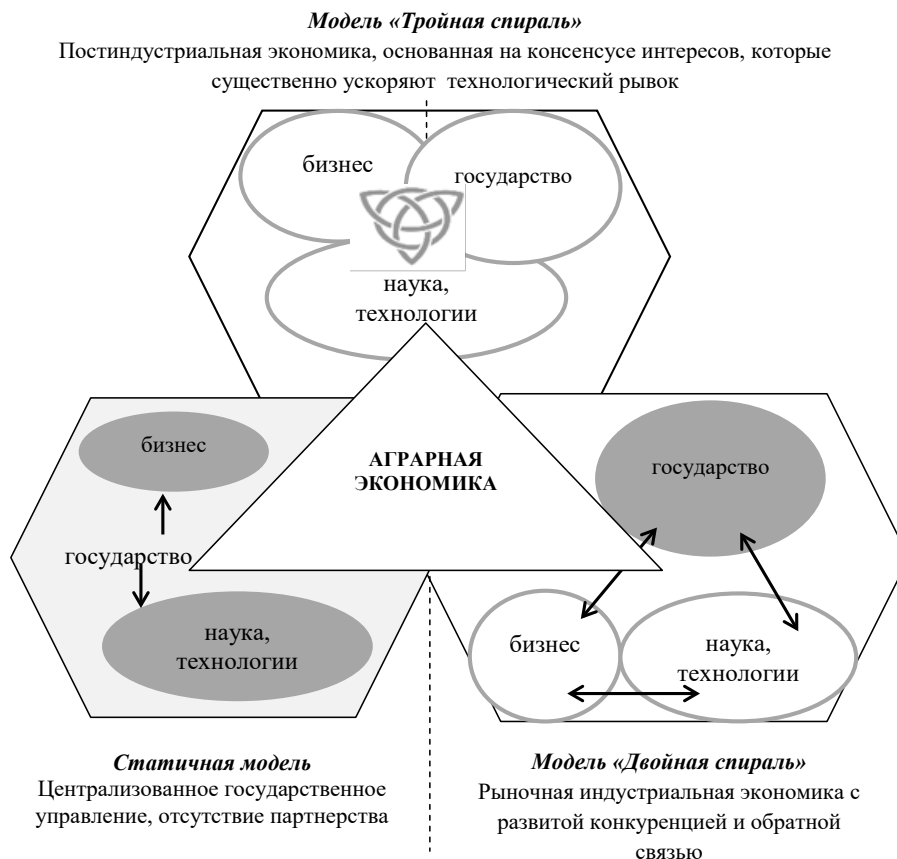 Модель «Тройная спираль»
Постиндустриальная экономика, основанная на консенсусе интересов, которые
существенно ускоряют технологический рывок
бизнес
государство
наука,
технологии
АГРАРНАЯ
ЭКОНОМИКА
бизнес
государство
наука,
технологии
государство
бизнес
наука,
технологии
Статичная модель
Централизованное государственное
управление, отсутствие партнерства
Модель «Двойная спираль»
Рыночная индустриальная экономика с
развитой конкуренцией и обратной
связью